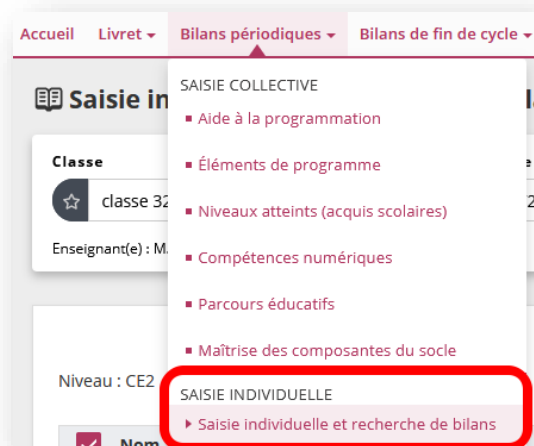 Accueil Livret Bilans périodiques Bilans de fin de cycle
Saisie in
SAISIE COLLECTIVE
Aide à la programmation
Éléments de programme
Niveaux atteints (acquis scolaires)
Compétences numériques
Parcours éducatifs
Maîtrise des composantes du socle
SAISIE INDIVIDUELLE
Saisie individuelle et recherche de bilans
Classe
classe 32
Enseignant(e) : M.
Niveau : CE2
Nom